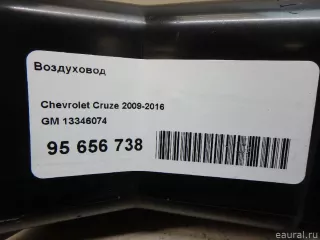 Воздуховод
Chevrolet Cruze 2009-2016
GM 13346074
95 656 738
eaural.ru